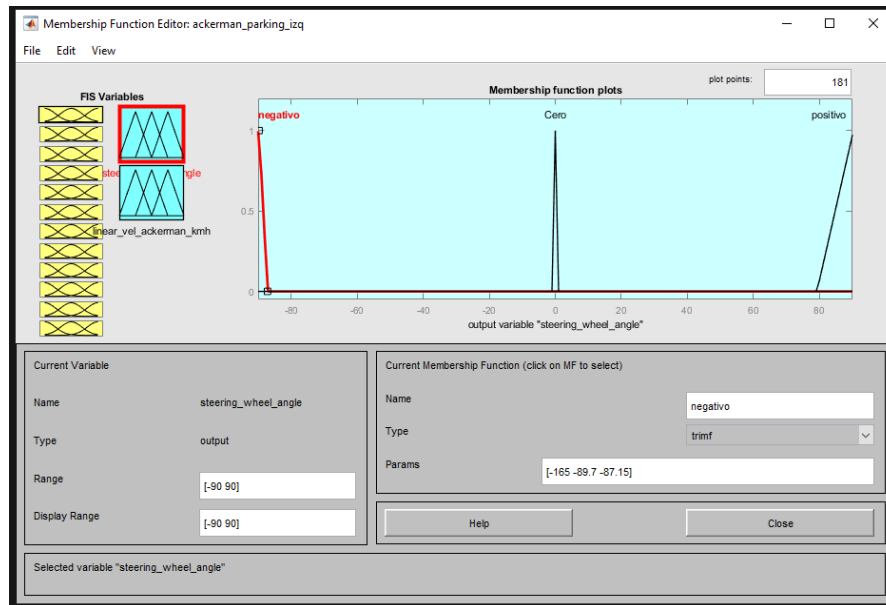 Membership Function Editor: ackerman_parking_izq
File Edit View
FIS Variables
Membership function plots
plot points:
181
negativo
Cero
positivo
1
0.5
0
-80 -60 -40 -20 0 20 40 60 80
output variable "steering_wheel_angle"
linear_vel_ackerman_kmh
Current Variable
Name
steering_wheel_angle
Type
output
Range
[-90 90]
Display Range
[-90 90]
Current Membership Function (click on MF to select)
Name
negativo
Type
trimf
Params
[-165 -89.7 -87.15]
Help
Close
Selected variable "steering_wheel_angle"